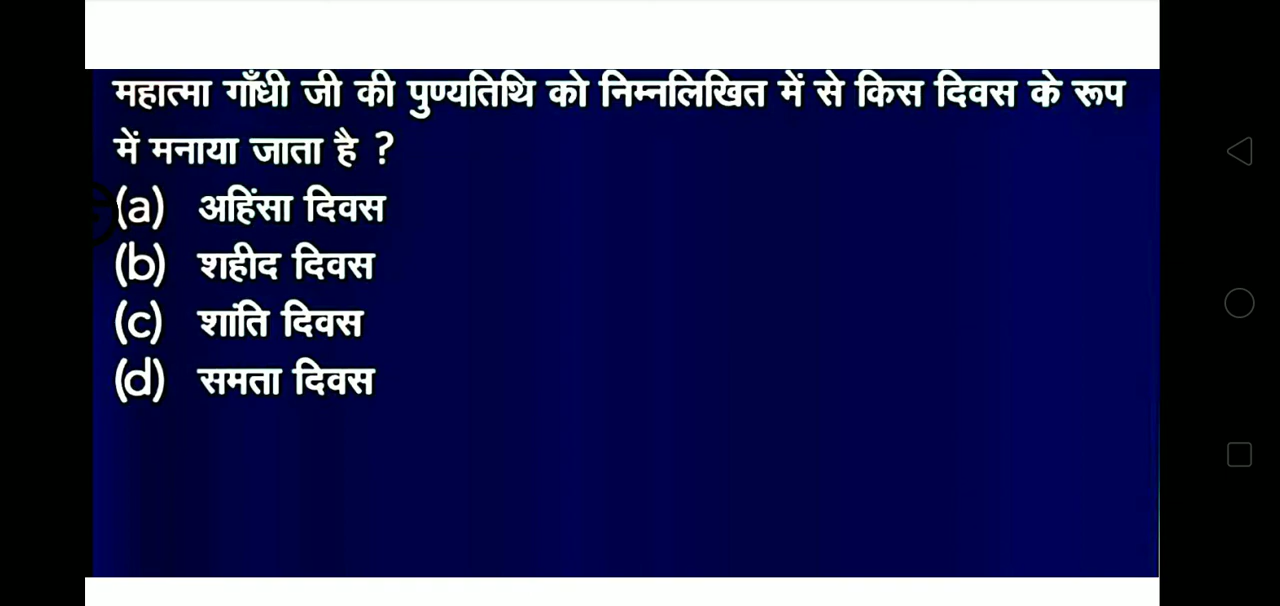 महात्मा गाँधी जी की पुण्यतिथि को निम्नलिखित में से किस दिवस के रूप
में मनाया जाता है ?
(a) अहिंसा दिवस
(b) शहीद दिवस
(c) शांति दिवस
(d) समता दिवस